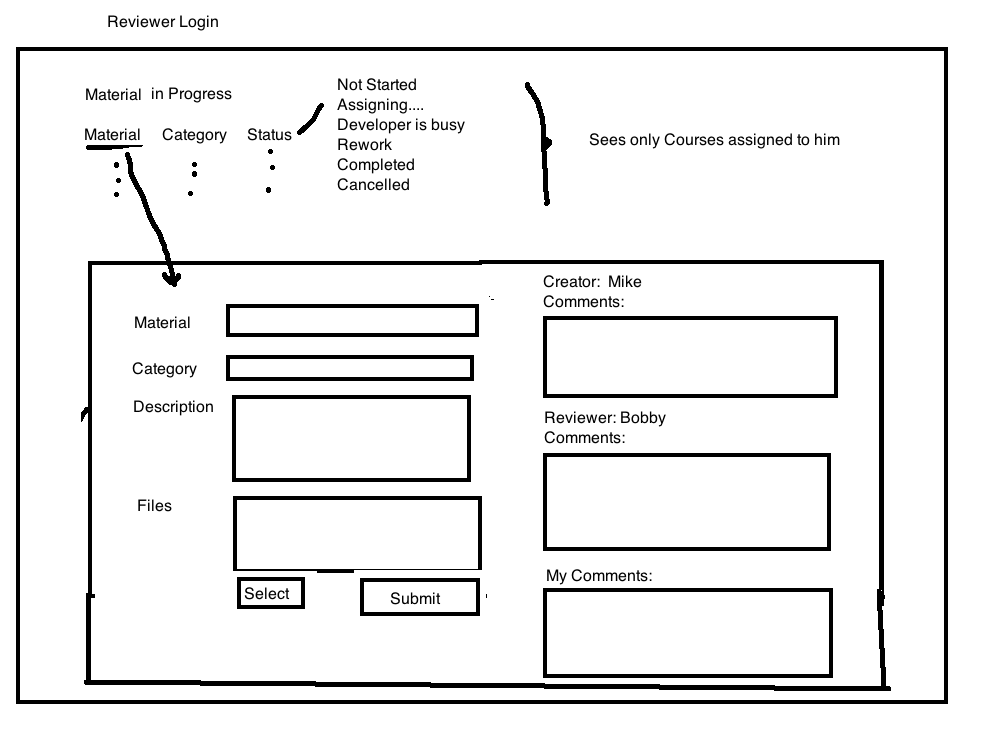 Reviewer Login
Material in Progress
Material Category Status
Not Started
Assigning....
Developer is busy
Rework
Completed
Cancelled
Sees only Courses assigned to him
Material
Category
Description
Files
Select
Submit
Creator: Mike
Comments:
Reviewer: Bobby
Comments:
My Comments: